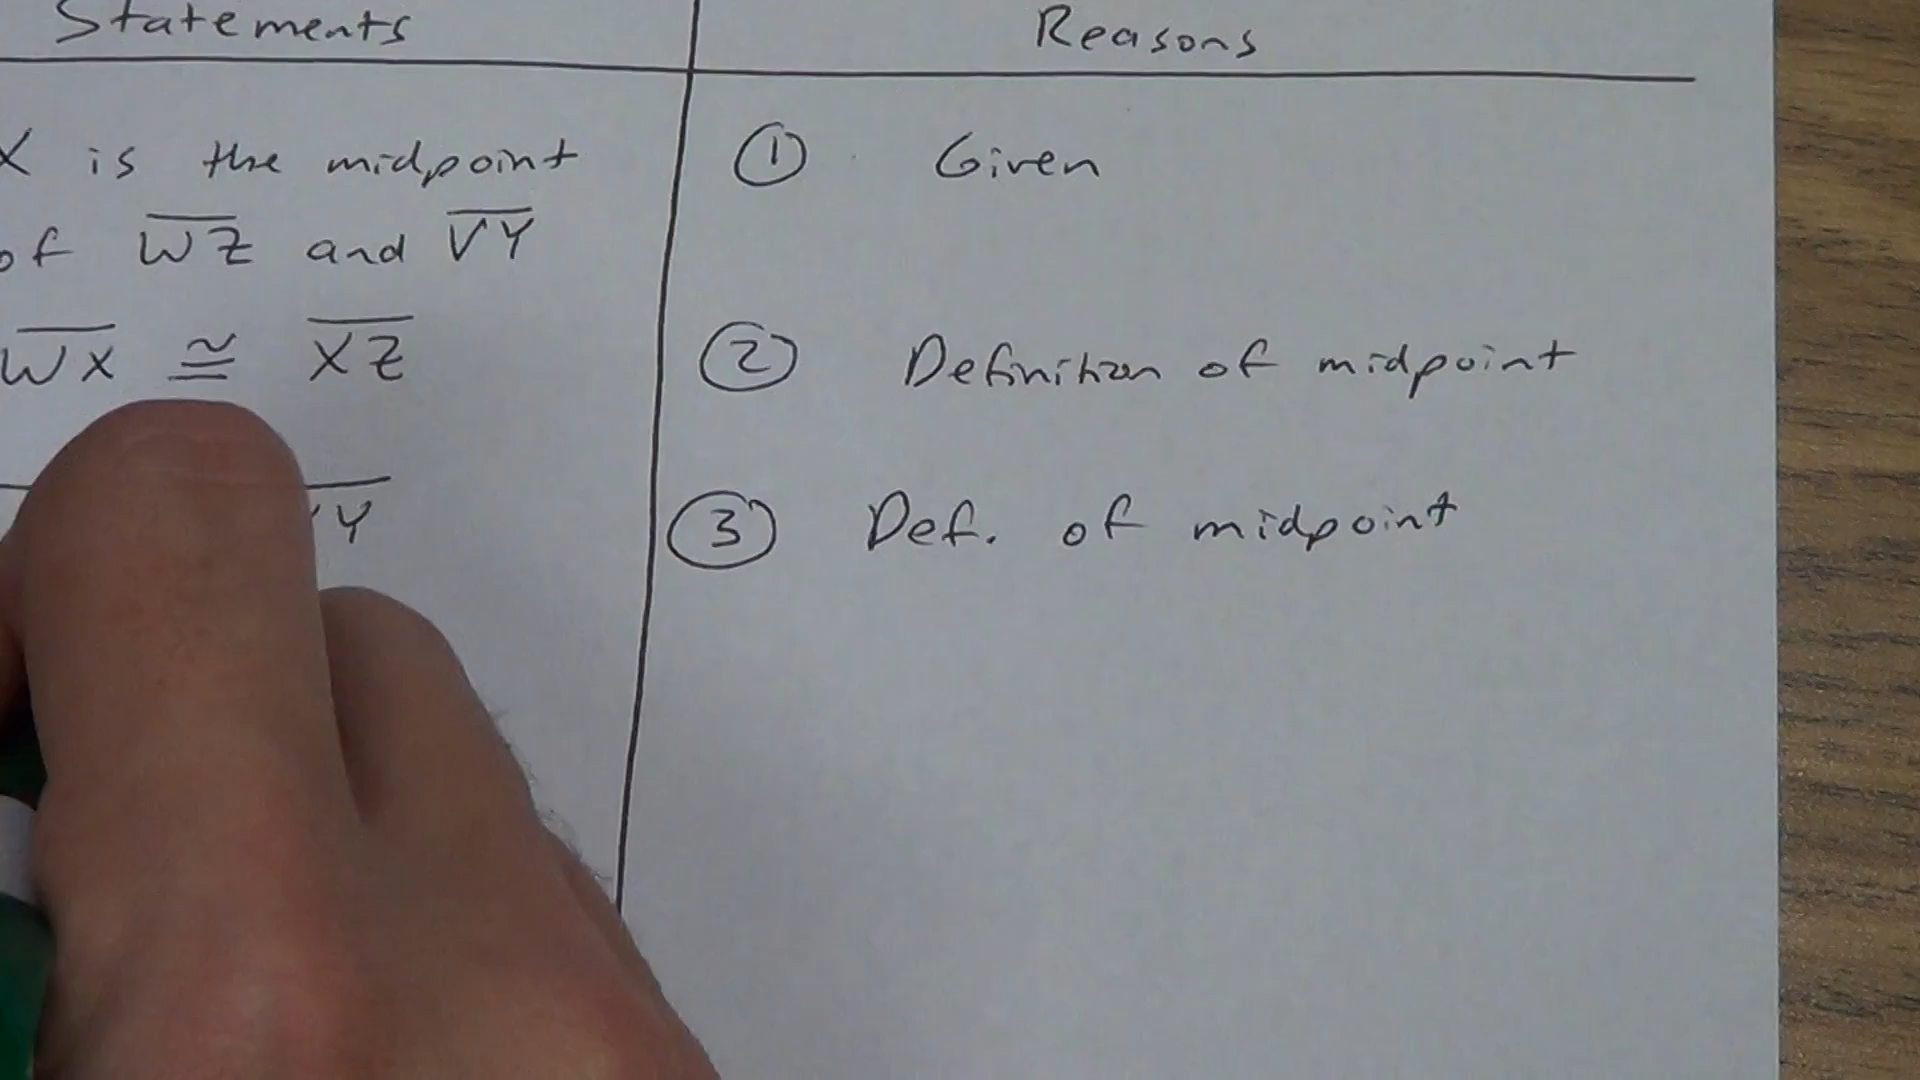 Statements
Reasons
X is the midpoint
of WZ and VY
① Given
WX ≅ XZ
② Definition of midpoint
Y
③ Def. of midpoint